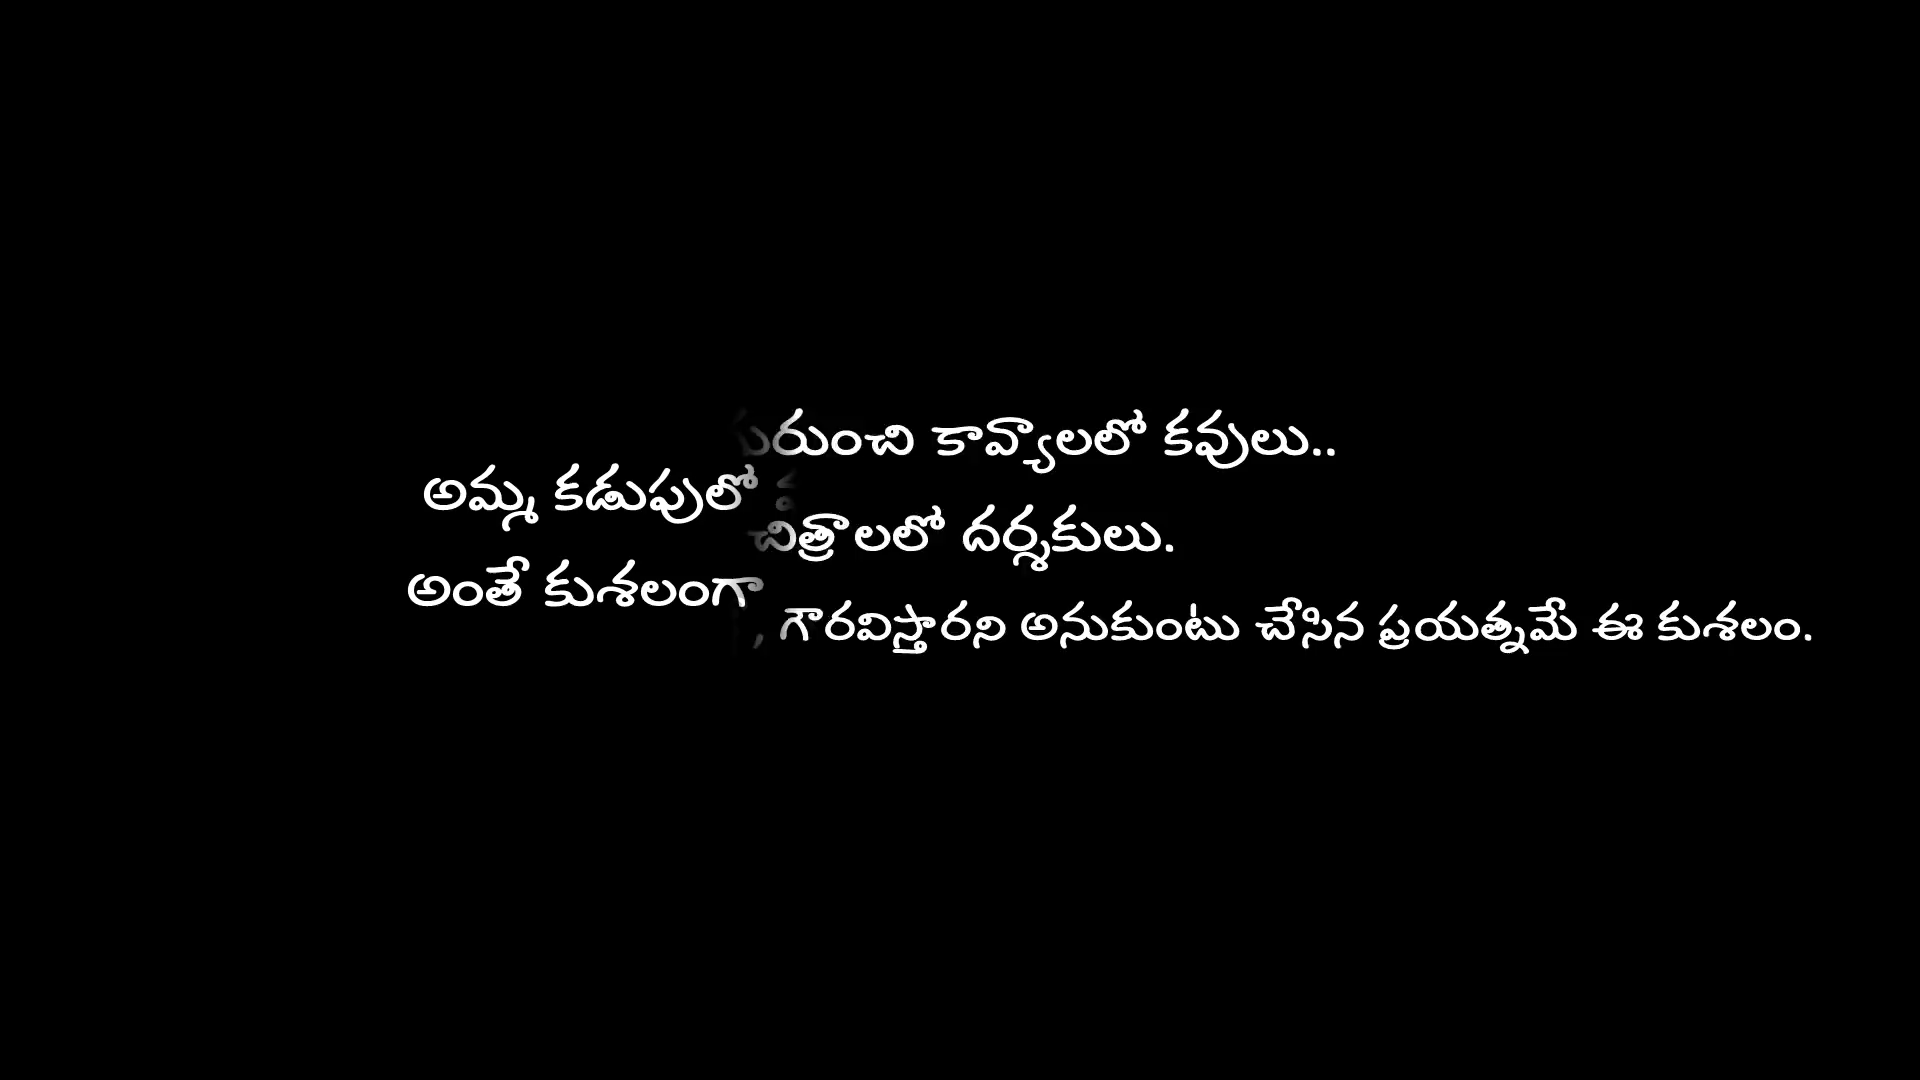 కావ్యాలలో కవులు..
అమ్మ కడుపులో
చిత్రాలలో దర్శకులు.
అంతే కుశలంగా
, గౌరవిస్తారని అనుకుంటు చేసిన ప్రయత్నమే ఈ కుశలం.